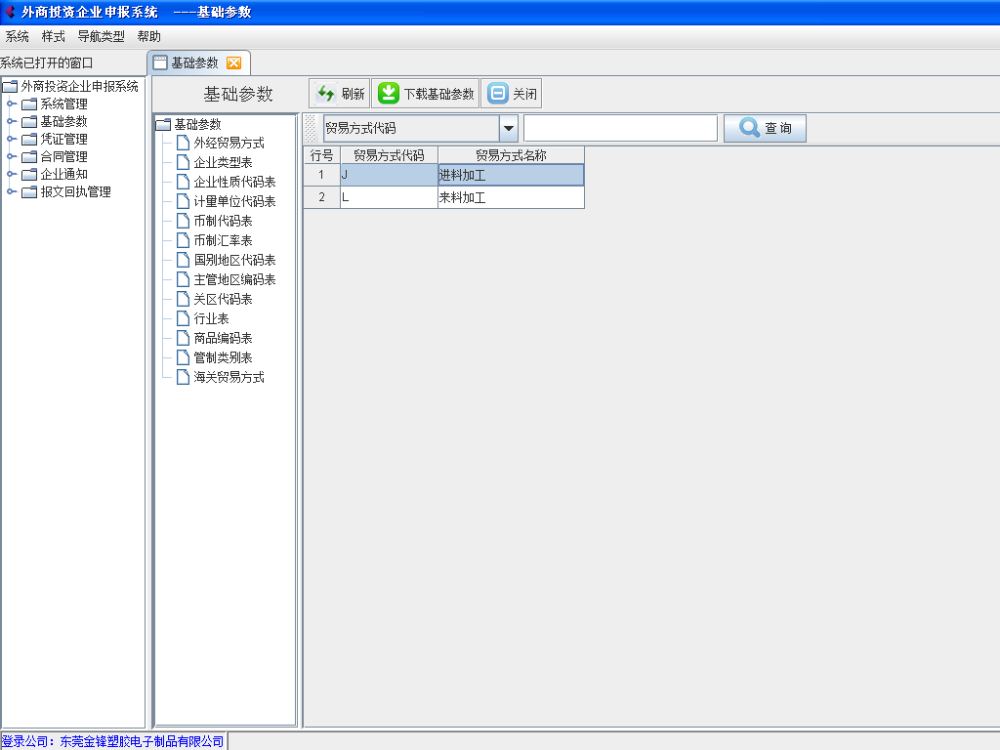 外商投资企业申报系统 ---基础参数
系统 样式 导航类型 帮助
系统已打开的窗口
基础参数
外商投资企业申报系统
系统管理
基础参数
凭证管理
合同管理
企业通知
报文回执管理
基础参数
刷新
下载基础参数
关闭
基础参数
外经贸易方式
企业类型表
企业性质代码表
计量单位代码表
币制代码表
币制汇率表
国别地区代码表
主管地区编码表
关区代码表
行业表
商品编码表
管制类别表
海关贸易方式
贸易方式代码
查询
行号 贸易方式代码 贸易方式名称
1 J 进料加工
2 L 来料加工
登录公司：东莞金锋塑胶电子制品有限公司